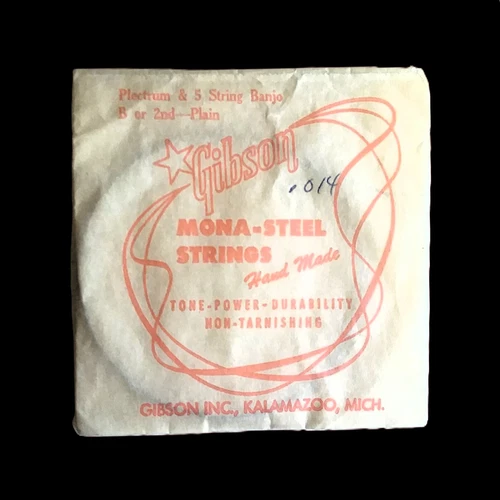 Plectrum & 5 String Banjo
B or 2nd—Plain
Gibson
.014
MONA-STEEL
STRINGS
Hand Made
TONE-POWER-DURABILITY
NON-TARNISHING
GIBSON INC., KALAMAZOO, MICH.